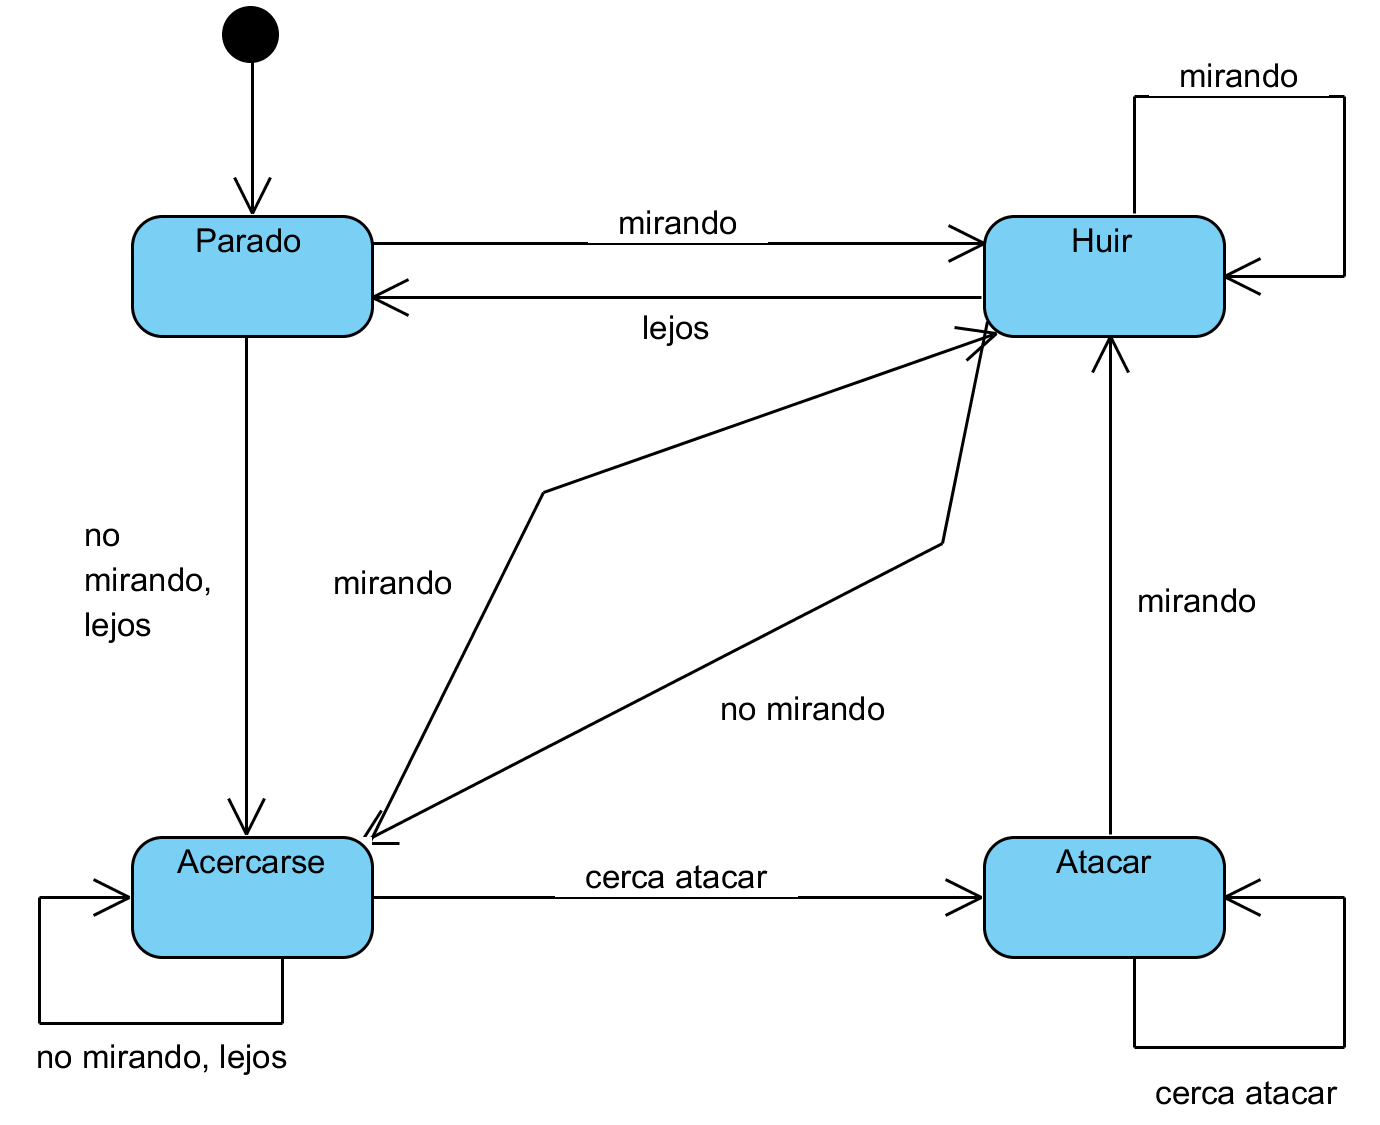 mirando
mirando
Parado
Huir
lejos
no
mirando,
lejos
mirando
mirando
no mirando
Acercarse
cerca atacar
Atacar
no mirando, lejos
cerca atacar